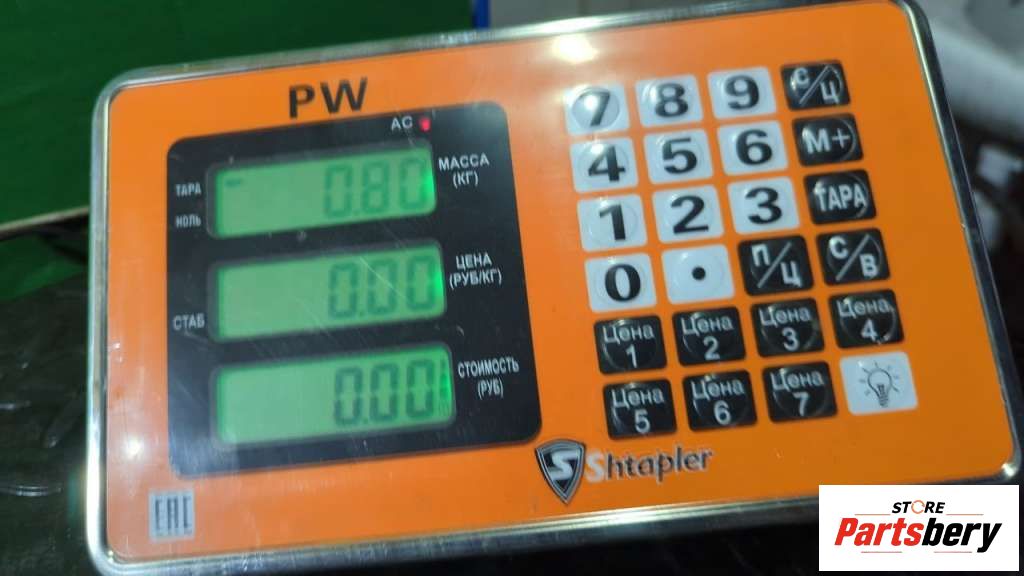 PW
AC
ТАРА
НОЛЬ
- 0.80
МАССА
(КГ)
0.00
ЦЕНА
(РУБ/КГ)
СТАБ
0.00
СТОИМОСТЬ
(РУБ)
7 8 9 С/Ц
4 5 6 М+
1 2 3 ТАРА
0 . П/Ц С/В
Цена 1 Цена 2 Цена 3 Цена 4
Цена 5 Цена 6 Цена 7
S Shtapler
EAC
STORE
Partsbery